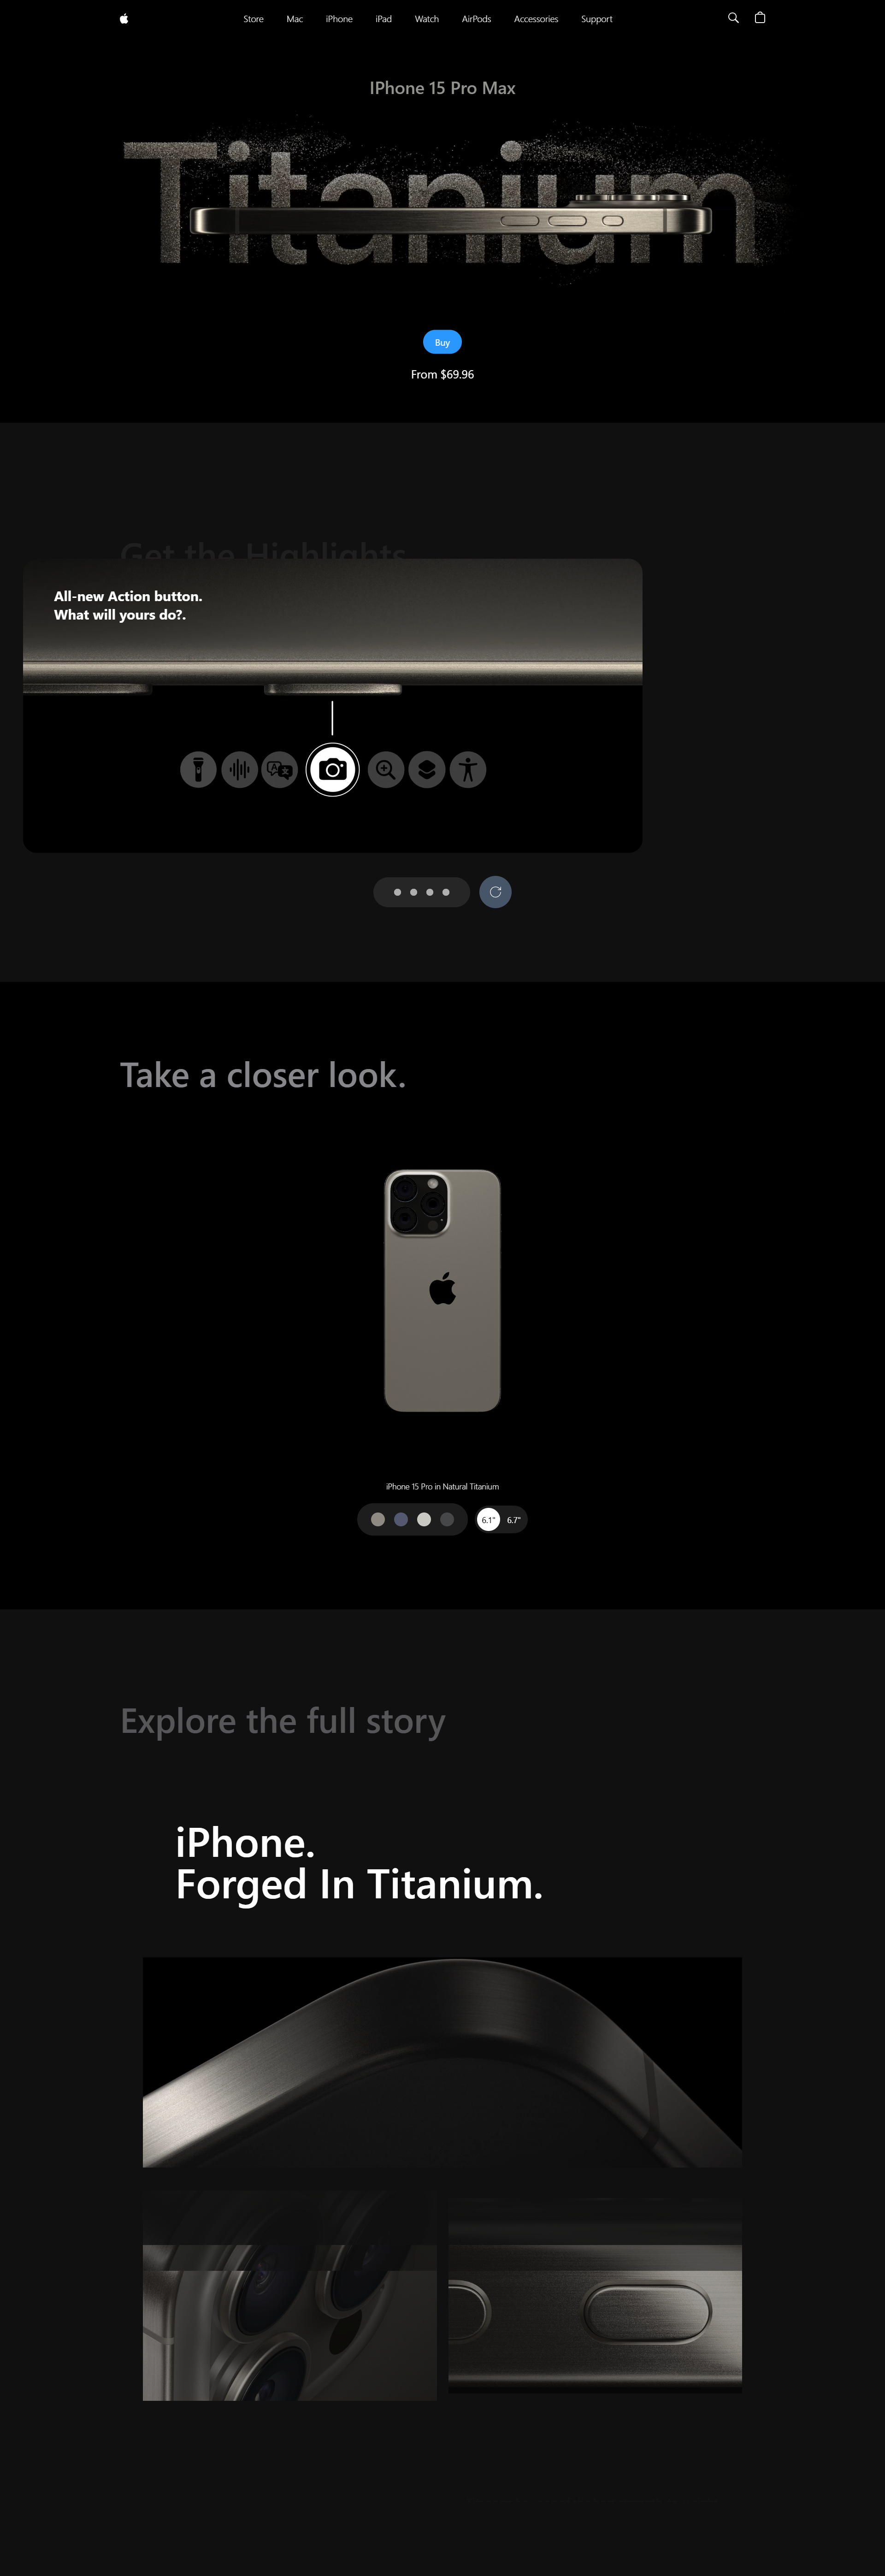 Store Mac iPhone iPad Watch AirPods Accessories Support
IPhone 15 Pro Max
Titanium
Buy
From $69.96
Get the Highlights
All-new Action button.
What will yours do?.
Take a closer look.
iPhone 15 Pro in Natural Titanium
6.1" 6.7"
Explore the full story
iPhone.
Forged In Titanium.